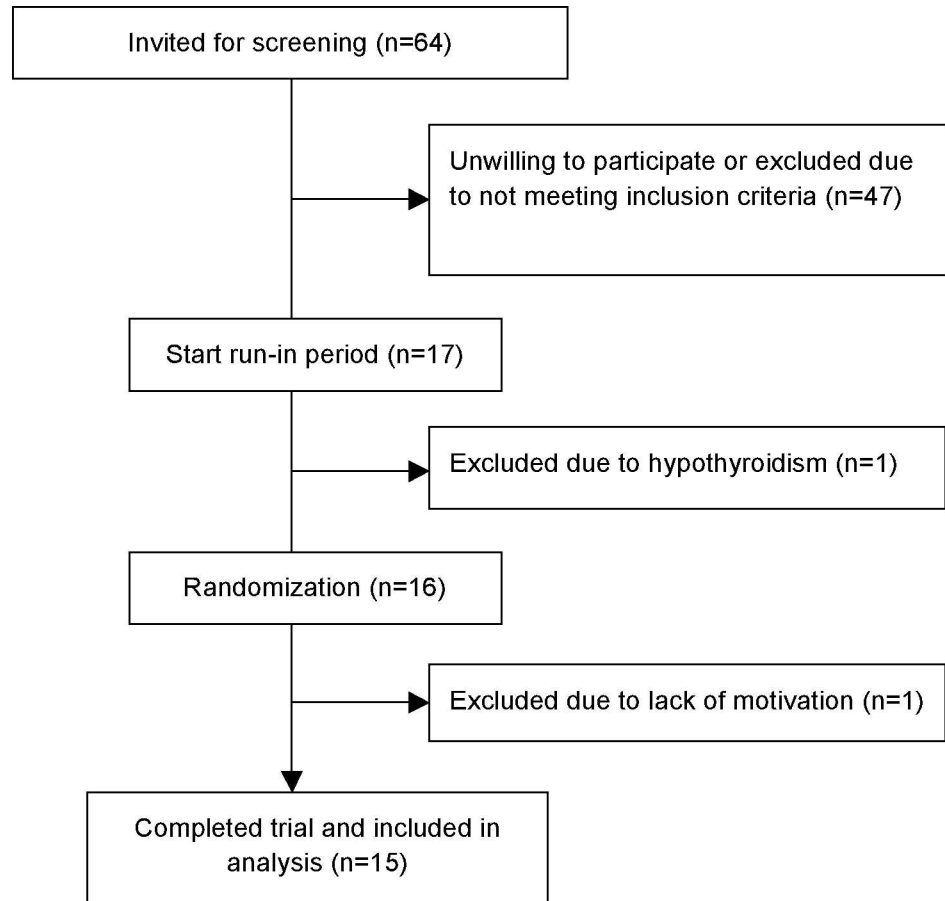 Invited for screening (n=64)
Unwilling to participate or excluded due
to not meeting inclusion criteria (n=47)
Start run-in period (n=17)
Excluded due to hypothyroidism (n=1)
Randomization (n=16)
Excluded due to lack of motivation (n=1)
Completed trial and included in
analysis (n=15)